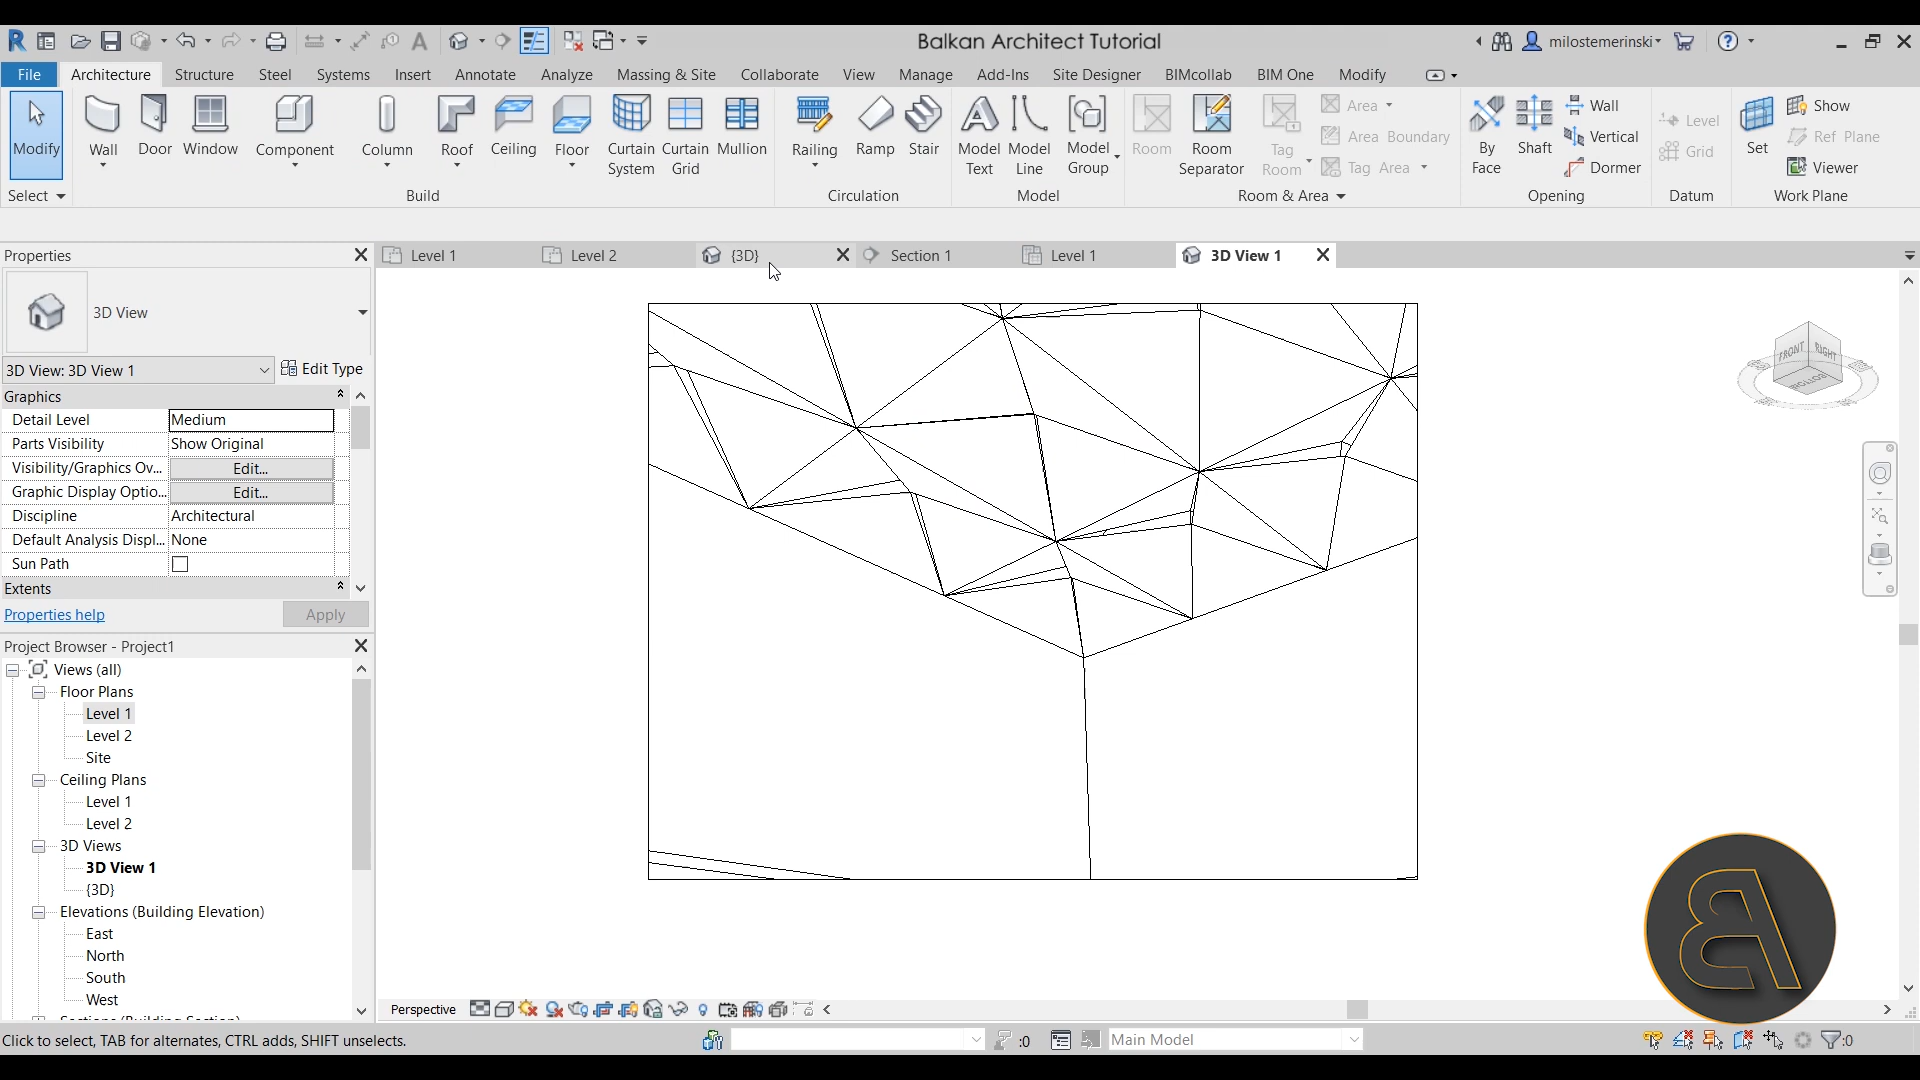 Balkan Architect Tutorial
milostemerinski
File Architecture Structure Steel Systems Insert Annotate Analyze Massing & Site Collaborate View Manage Add-Ins Site Designer BIMcollab BIM One Modify
Modify
Wall
Door
Window
Component
Column
Roof
Ceiling
Floor
Curtain System
Curtain Grid
Mullion
Railing
Ramp
Stair
Model Text
Model Line
Model Group
Room
Room Separator
Tag Room
Area
Area Boundary
Tag Area
By Face
Shaft
Wall
Vertical
Dormer
Level
Grid
Set
Show
Ref Plane
Viewer
Select Build Circulation Model Room & Area Opening Datum Work Plane
Properties
Level 1 Level 2 {3D} Section 1 Level 1 3D View 1
3D View
3D View: 3D View 1 Edit Type
Graphics
Detail Level Medium
Parts Visibility Show Original
Visibility/Graphics Ov... Edit...
Graphic Display Optio... Edit...
Discipline Architectural
Default Analysis Displ... None
Sun Path
Extents
Properties help Apply
FRONT RIGHT
BOTTOM
Project Browser - Project1
Views (all)
Floor Plans
Level 1
Level 2
Site
Ceiling Plans
Level 1
Level 2
3D Views
3D View 1
{3D}
Elevations (Building Elevation)
East
North
South
West
Sections (Building Section)
Perspective
Click to select, TAB for alternates, CTRL adds, SHIFT unselects.
:0
Main Model
:0